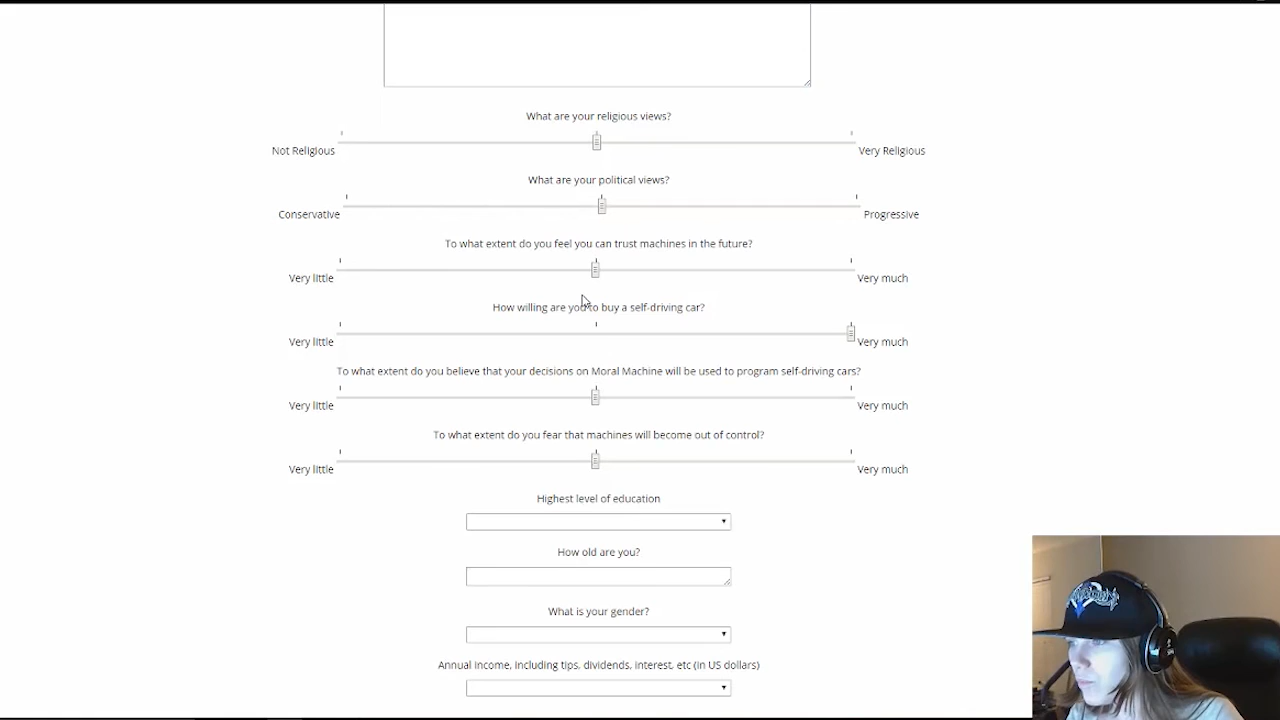 What are your religious views?
Not Religious
Very Religious
What are your political views?
Conservative
Progressive
To what extent do you feel you can trust machines in the future?
Very little
Very much
How willing are you to buy a self-driving car?
Very little
Very much
To what extent do you believe that your decisions on Moral Machine will be used to program self-driving cars?
Very little
Very much
To what extent do you fear that machines will become out of control?
Very little
Very much
Highest level of education
How old are you?
What is your gender?
Annual income, including tips, dividends, interest, etc (in US dollars)